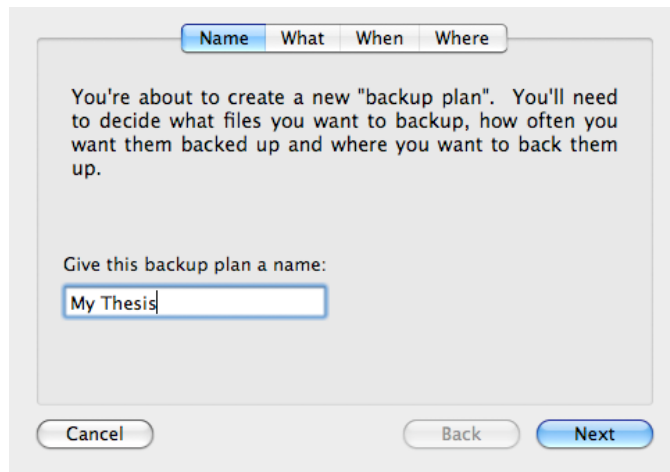 Name What When Where
You're about to create a new "backup plan". You'll need
to decide what files you want to backup, how often you
want them backed up and where you want to back them
up.
Give this backup plan a name:
My Thesis
Cancel Back Next